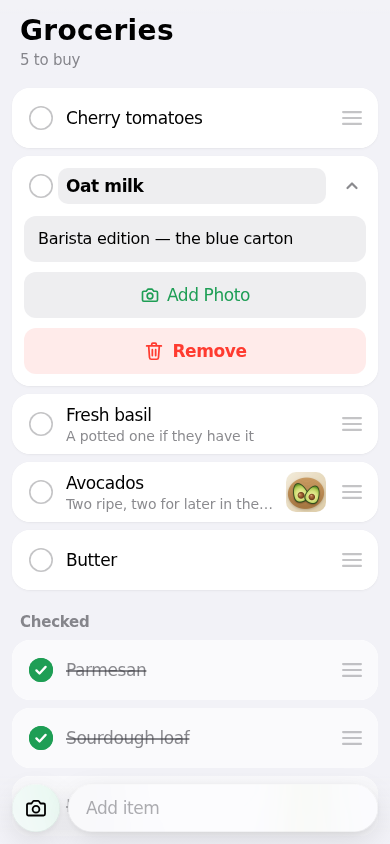 Groceries
5 to buy
Cherry tomatoes
Oat milk
Barista edition — the blue carton
Add Photo
Remove
Fresh basil
A potted one if they have it
Avocados
Two ripe, two for later in the…
Butter
Checked
Parmesan
Sourdough loaf
Add item